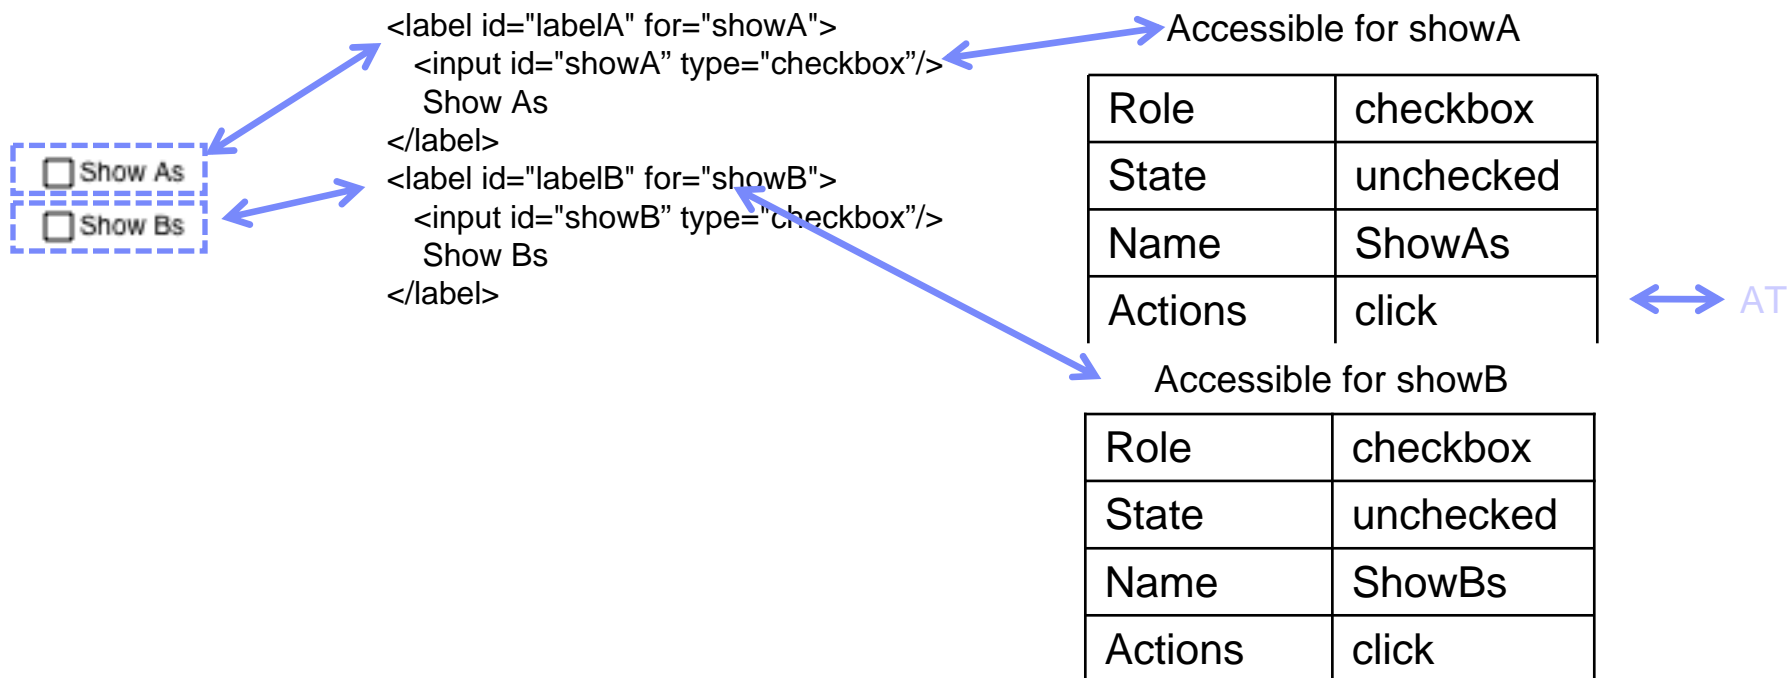 Show As
Show Bs
<label id="labelA" for="showA">
<input id="showA” type="checkbox”/>
Show As
</label>
<label id="labelB" for="showB">
<input id="showB” type="checkbox”/>
Show Bs
</label>
Accessible for showA
Role checkbox
State unchecked
Name ShowAs
Actions click
AT
Accessible for showB
Role checkbox
State unchecked
Name ShowBs
Actions click